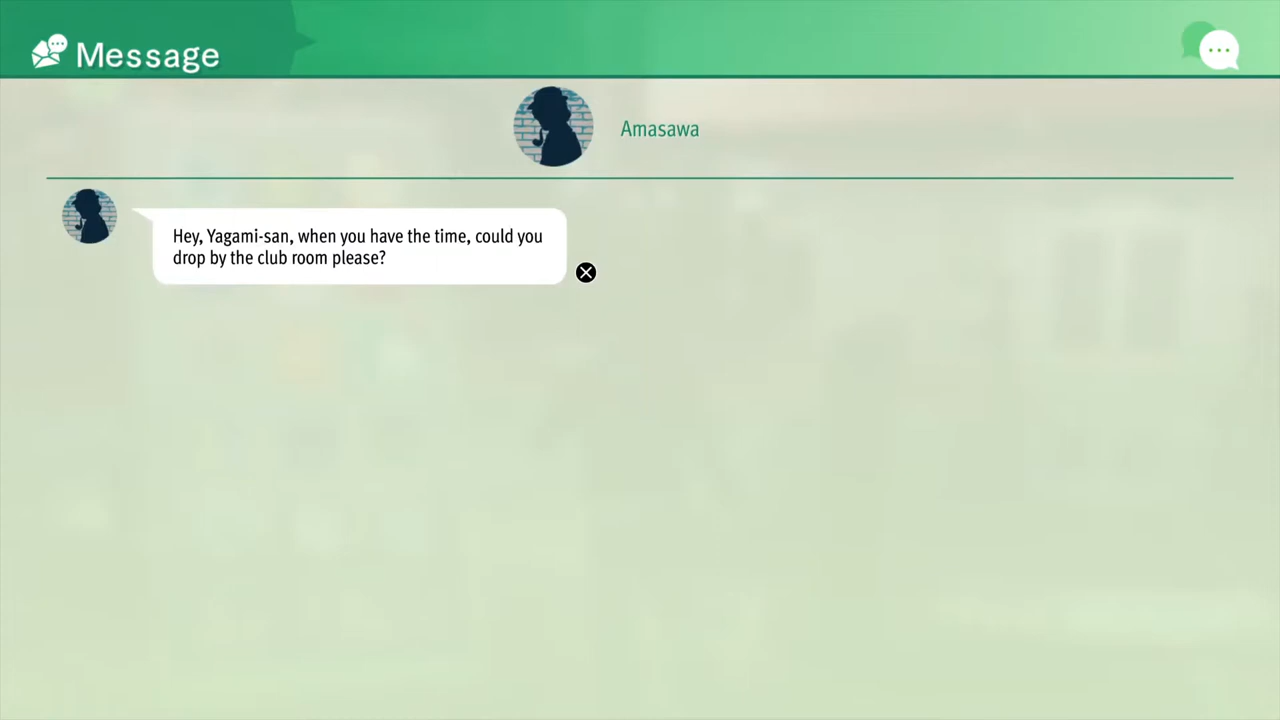 Message
Amasawa
Hey, Yagami-san, when you have the time, could you
drop by the club room please?